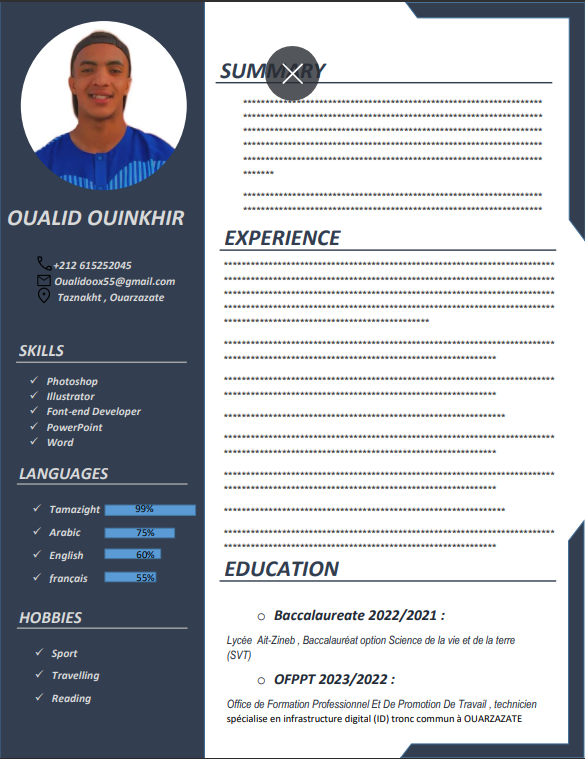 OUALID OUINKHIR
+212 615252045
Oualidoox55@gmail.com
Taznakht , Ouarzazate
SKILLS
Photoshop
Illustrator
Font-end Developer
PowerPoint
Word
LANGUAGES
Tamazight 99%
Arabic 75%
English 60%
français 55%
HOBBIES
Sport
Travelling
Reading
SUMMARY
*******************************************************************
*******************************************************************
*******************************************************************
*******************************************************************
*******************************************************************
*******
*******************************************************************
*******************************************************************
EXPERIENCE
**************************************************************************
**************************************************************************
**************************************************************************
**************************************************************************
**********************************************
**************************************************************************
*************************************************************
**************************************************************************
*************************************************************
***************************************************************
**************************************************************************
*************************************************************
**************************************************************************
*************************************************************
***************************************************************
**************************************************************************
*************************************************************
EDUCATION
Baccalaureate 2022/2021 :
Lycée Ait-Zineb , Baccalauréat option Science de la vie et de la terre
(SVT)
OFPPT 2023/2022 :
Office de Formation Professionnel Et De Promotion De Travail , technicien
spécialise en infrastructure digital (ID) tronc commun à OUARZAZATE